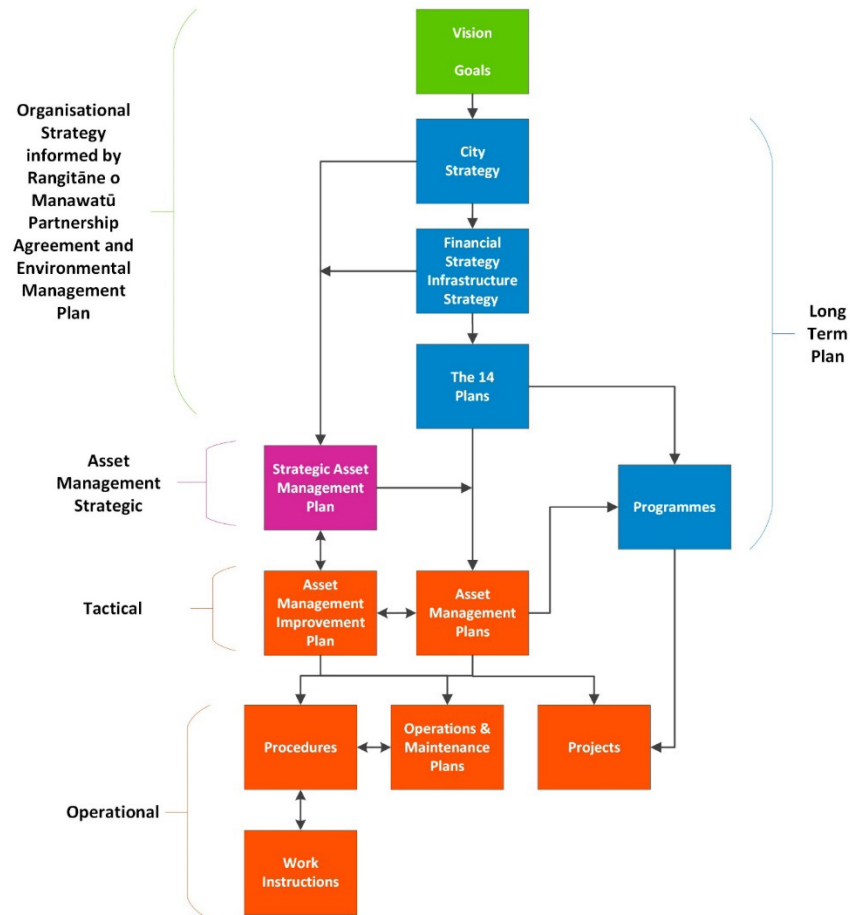 Vision
Goals
Organisational
Strategy
informed by
Rangitāne o
Manawatū
Partnership
Agreement and
Environmental
Management
Plan
City
Strategy
Financial
Strategy
Infrastructure
Strategy
Long
Term
Plan
The 14
Plans
Asset
Management
Strategic
Strategic Asset
Management
Plan
Programmes
Tactical
Asset
Management
Improvement
Plan
Asset
Management
Plans
Operational
Procedures
Operations &
Maintenance
Plans
Projects
Work
Instructions